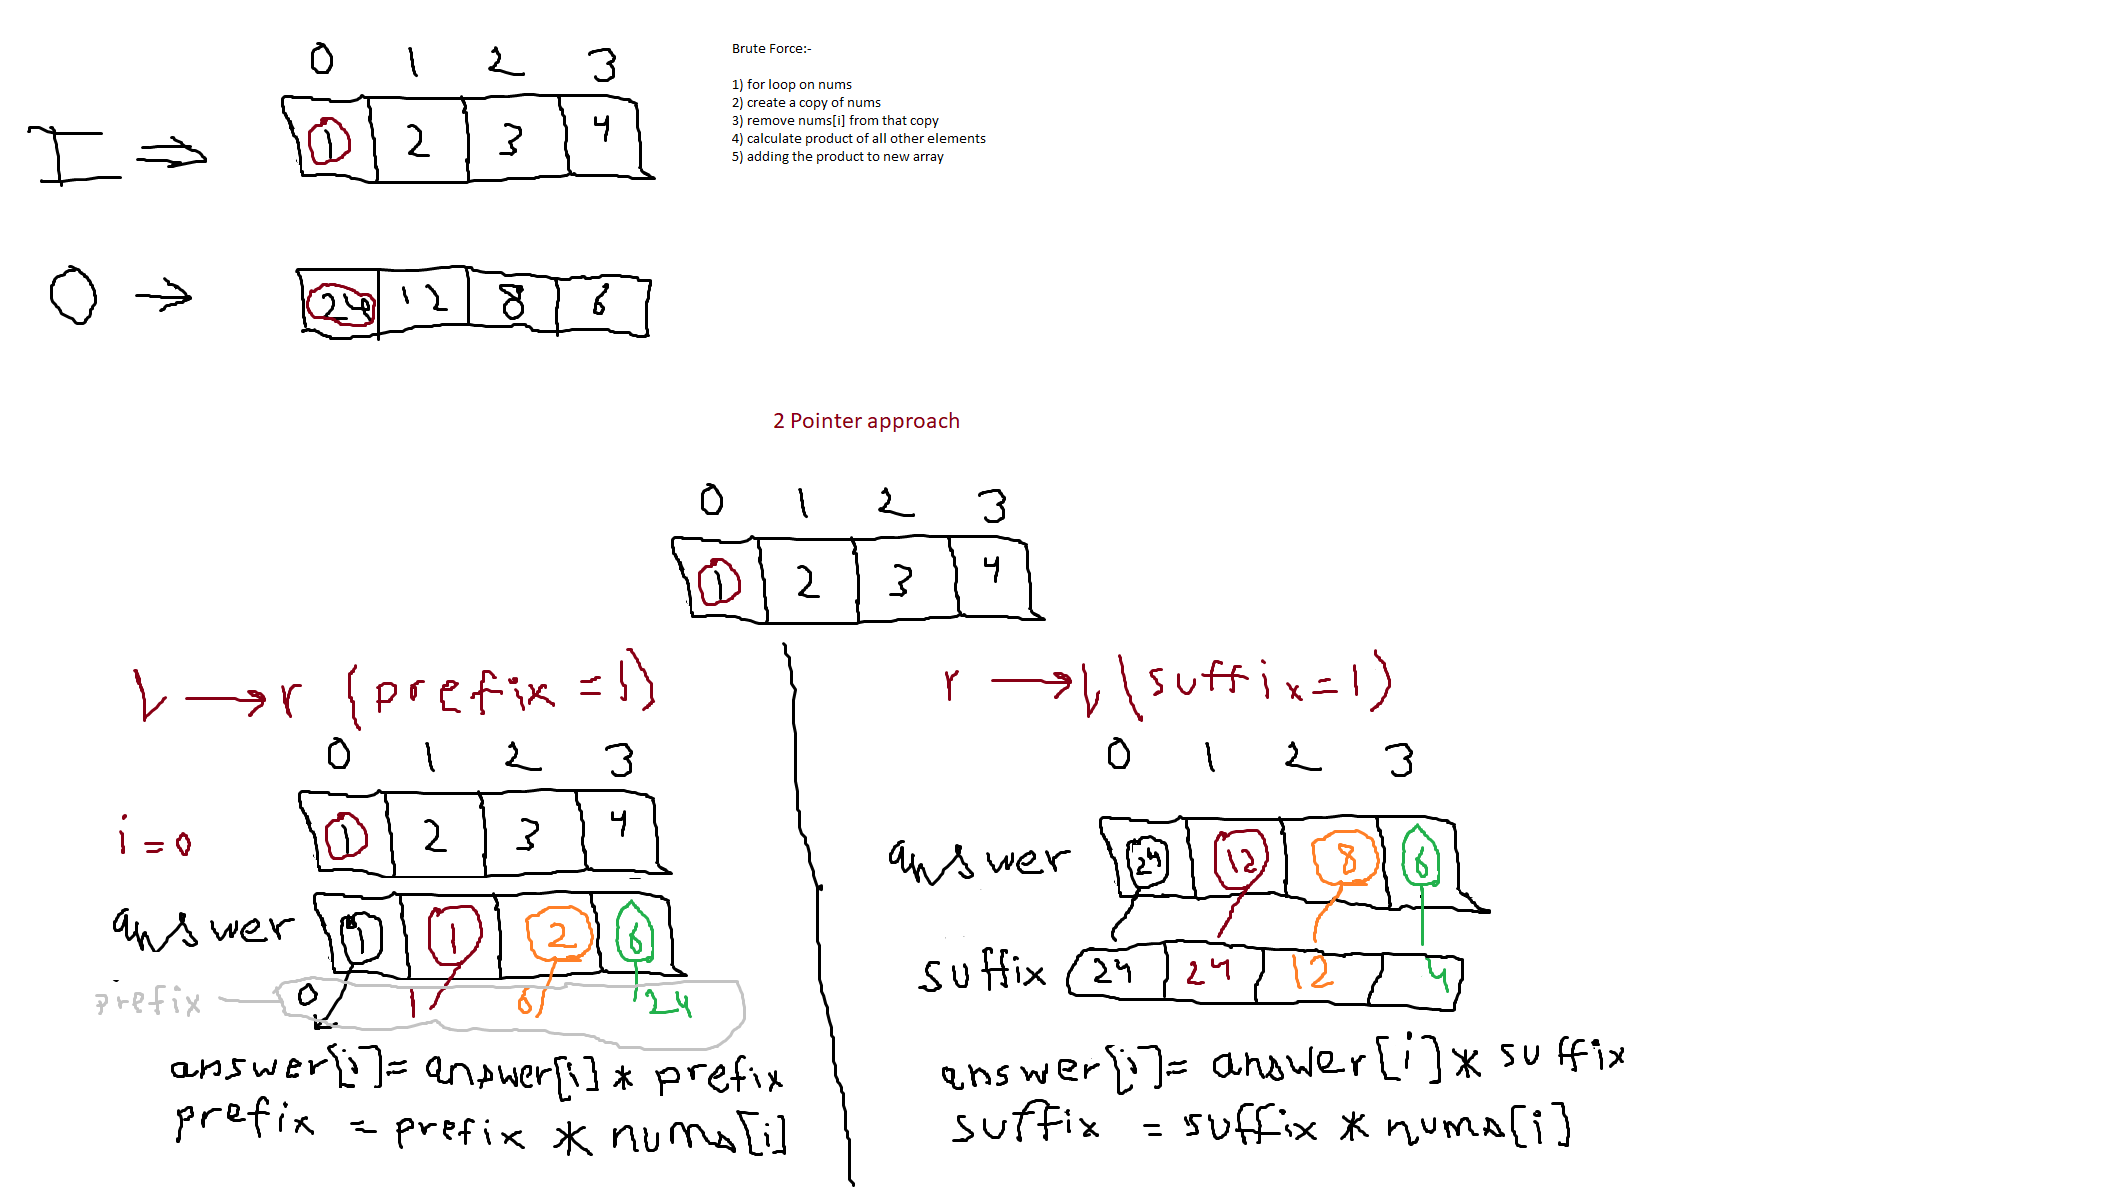 0 1 2 3
I ⇒ 1 2 3 4
O → 24 12 8 6
Brute Force:-
1) for loop on nums
2) create a copy of nums
3) remove nums[i] from that copy
4) calculate product of all other elements
5) adding the product to new array
2 Pointer approach
0 1 2 3
1 2 3 4
l → r (prefix = 1)
0 1 2 3
i = 0 1 2 3 4
answer 1 1 2 6
prefix 0 1 6 24
answer[i] = answer[i] * prefix
prefix = prefix * nums[i]
r → l (suffix = 1)
0 1 2 3
answer 24 12 8 6
suffix 24 24 12 4
answer[i] = answer[i] * suffix
suffix = suffix * nums[i]